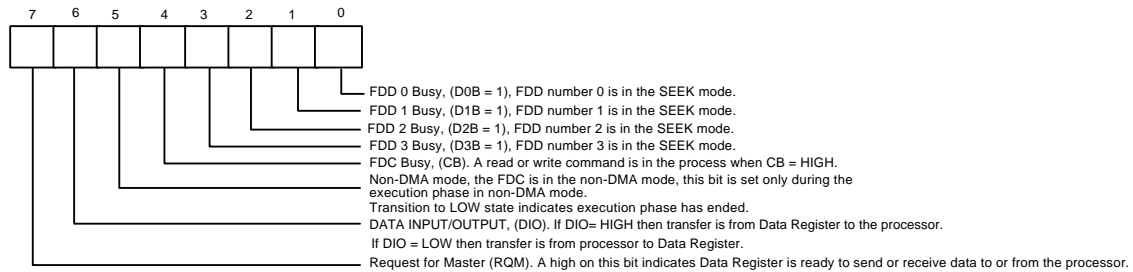 7 6 5 4 3 2 1 0
FDD 0 Busy, (D0B = 1), FDD number 0 is in the SEEK mode.
FDD 1 Busy, (D1B = 1), FDD number 1 is in the SEEK mode.
FDD 2 Busy, (D2B = 1), FDD number 2 is in the SEEK mode.
FDD 3 Busy, (D3B = 1), FDD number 3 is in the SEEK mode.
FDC Busy, (CB). A read or write command is in the process when CB = HIGH.
Non-DMA mode, the FDC is in the non-DMA mode, this bit is set only during the
execution phase in non-DMA mode.
Transition to LOW state indicates execution phase has ended.
DATA INPUT/OUTPUT, (DIO). If DIO= HIGH then transfer is from Data Register to the processor.
If DIO = LOW then transfer is from processor to Data Register.
Request for Master (RQM). A high on this bit indicates Data Register is ready to send or receive data to or from the processor.